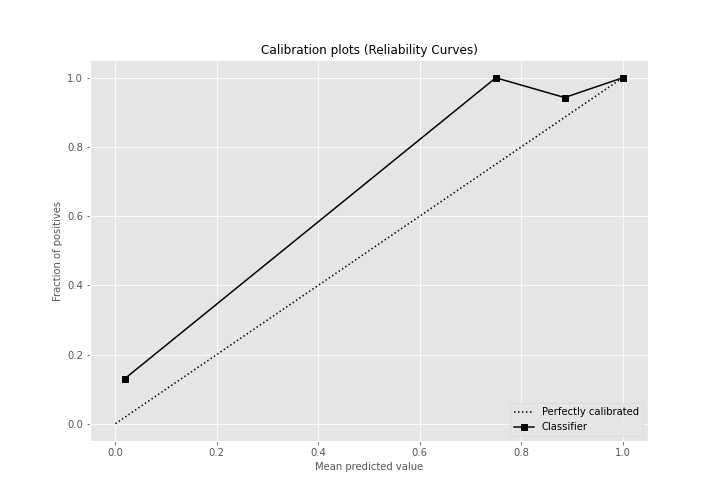 Calibration plots (Reliability Curves)
1.0
0.8
0.6
0.4
0.2
0.0
Fraction of positives
Perfectly calibrated
Classifier
0.0 0.2 0.4 0.6 0.8 1.0
Mean predicted value